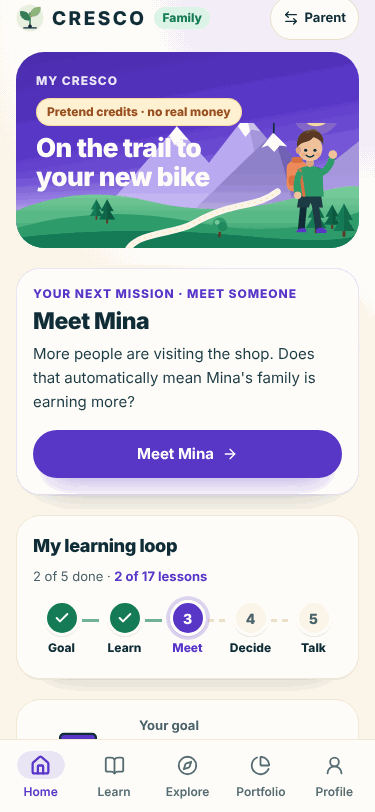 CRESCO Family Parent
MY CRESCO
Pretend credits · no real money
On the trail to
your new bike
YOUR NEXT MISSION · MEET SOMEONE
Meet Mina
More people are visiting the shop. Does
that automatically mean Mina's family is
earning more?
Meet Mina →
My learning loop
2 of 5 done · 2 of 17 lessons
3 4 5
Goal Learn Meet Decide Talk
Your goal
Home Learn Explore Portfolio Profile